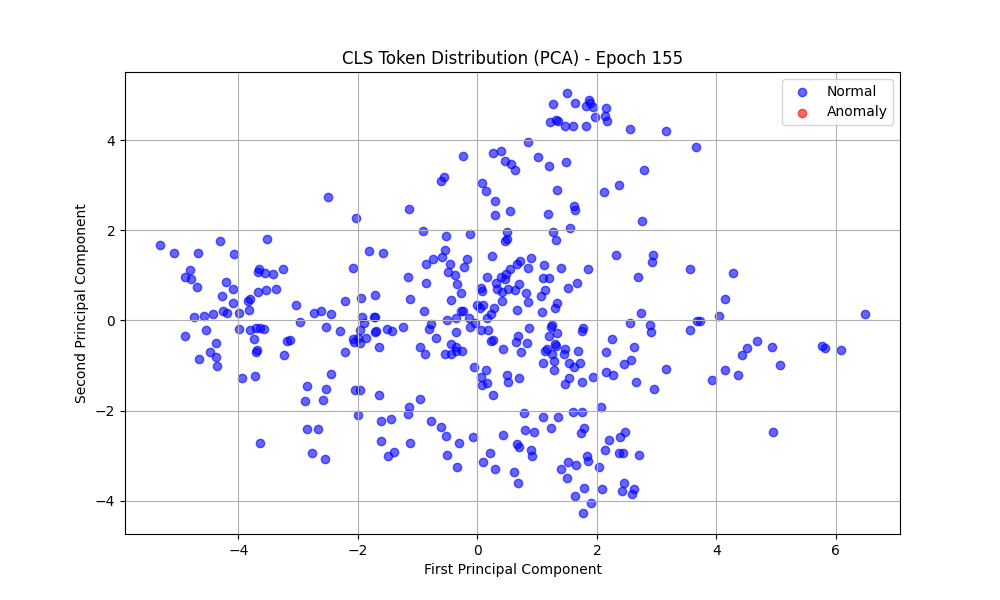 CLS Token Distribution (PCA) - Epoch 155
Normal
Anomaly
4
2
0
−2
−4
Second Principal Component
−4 −2 0 2 4 6
First Principal Component